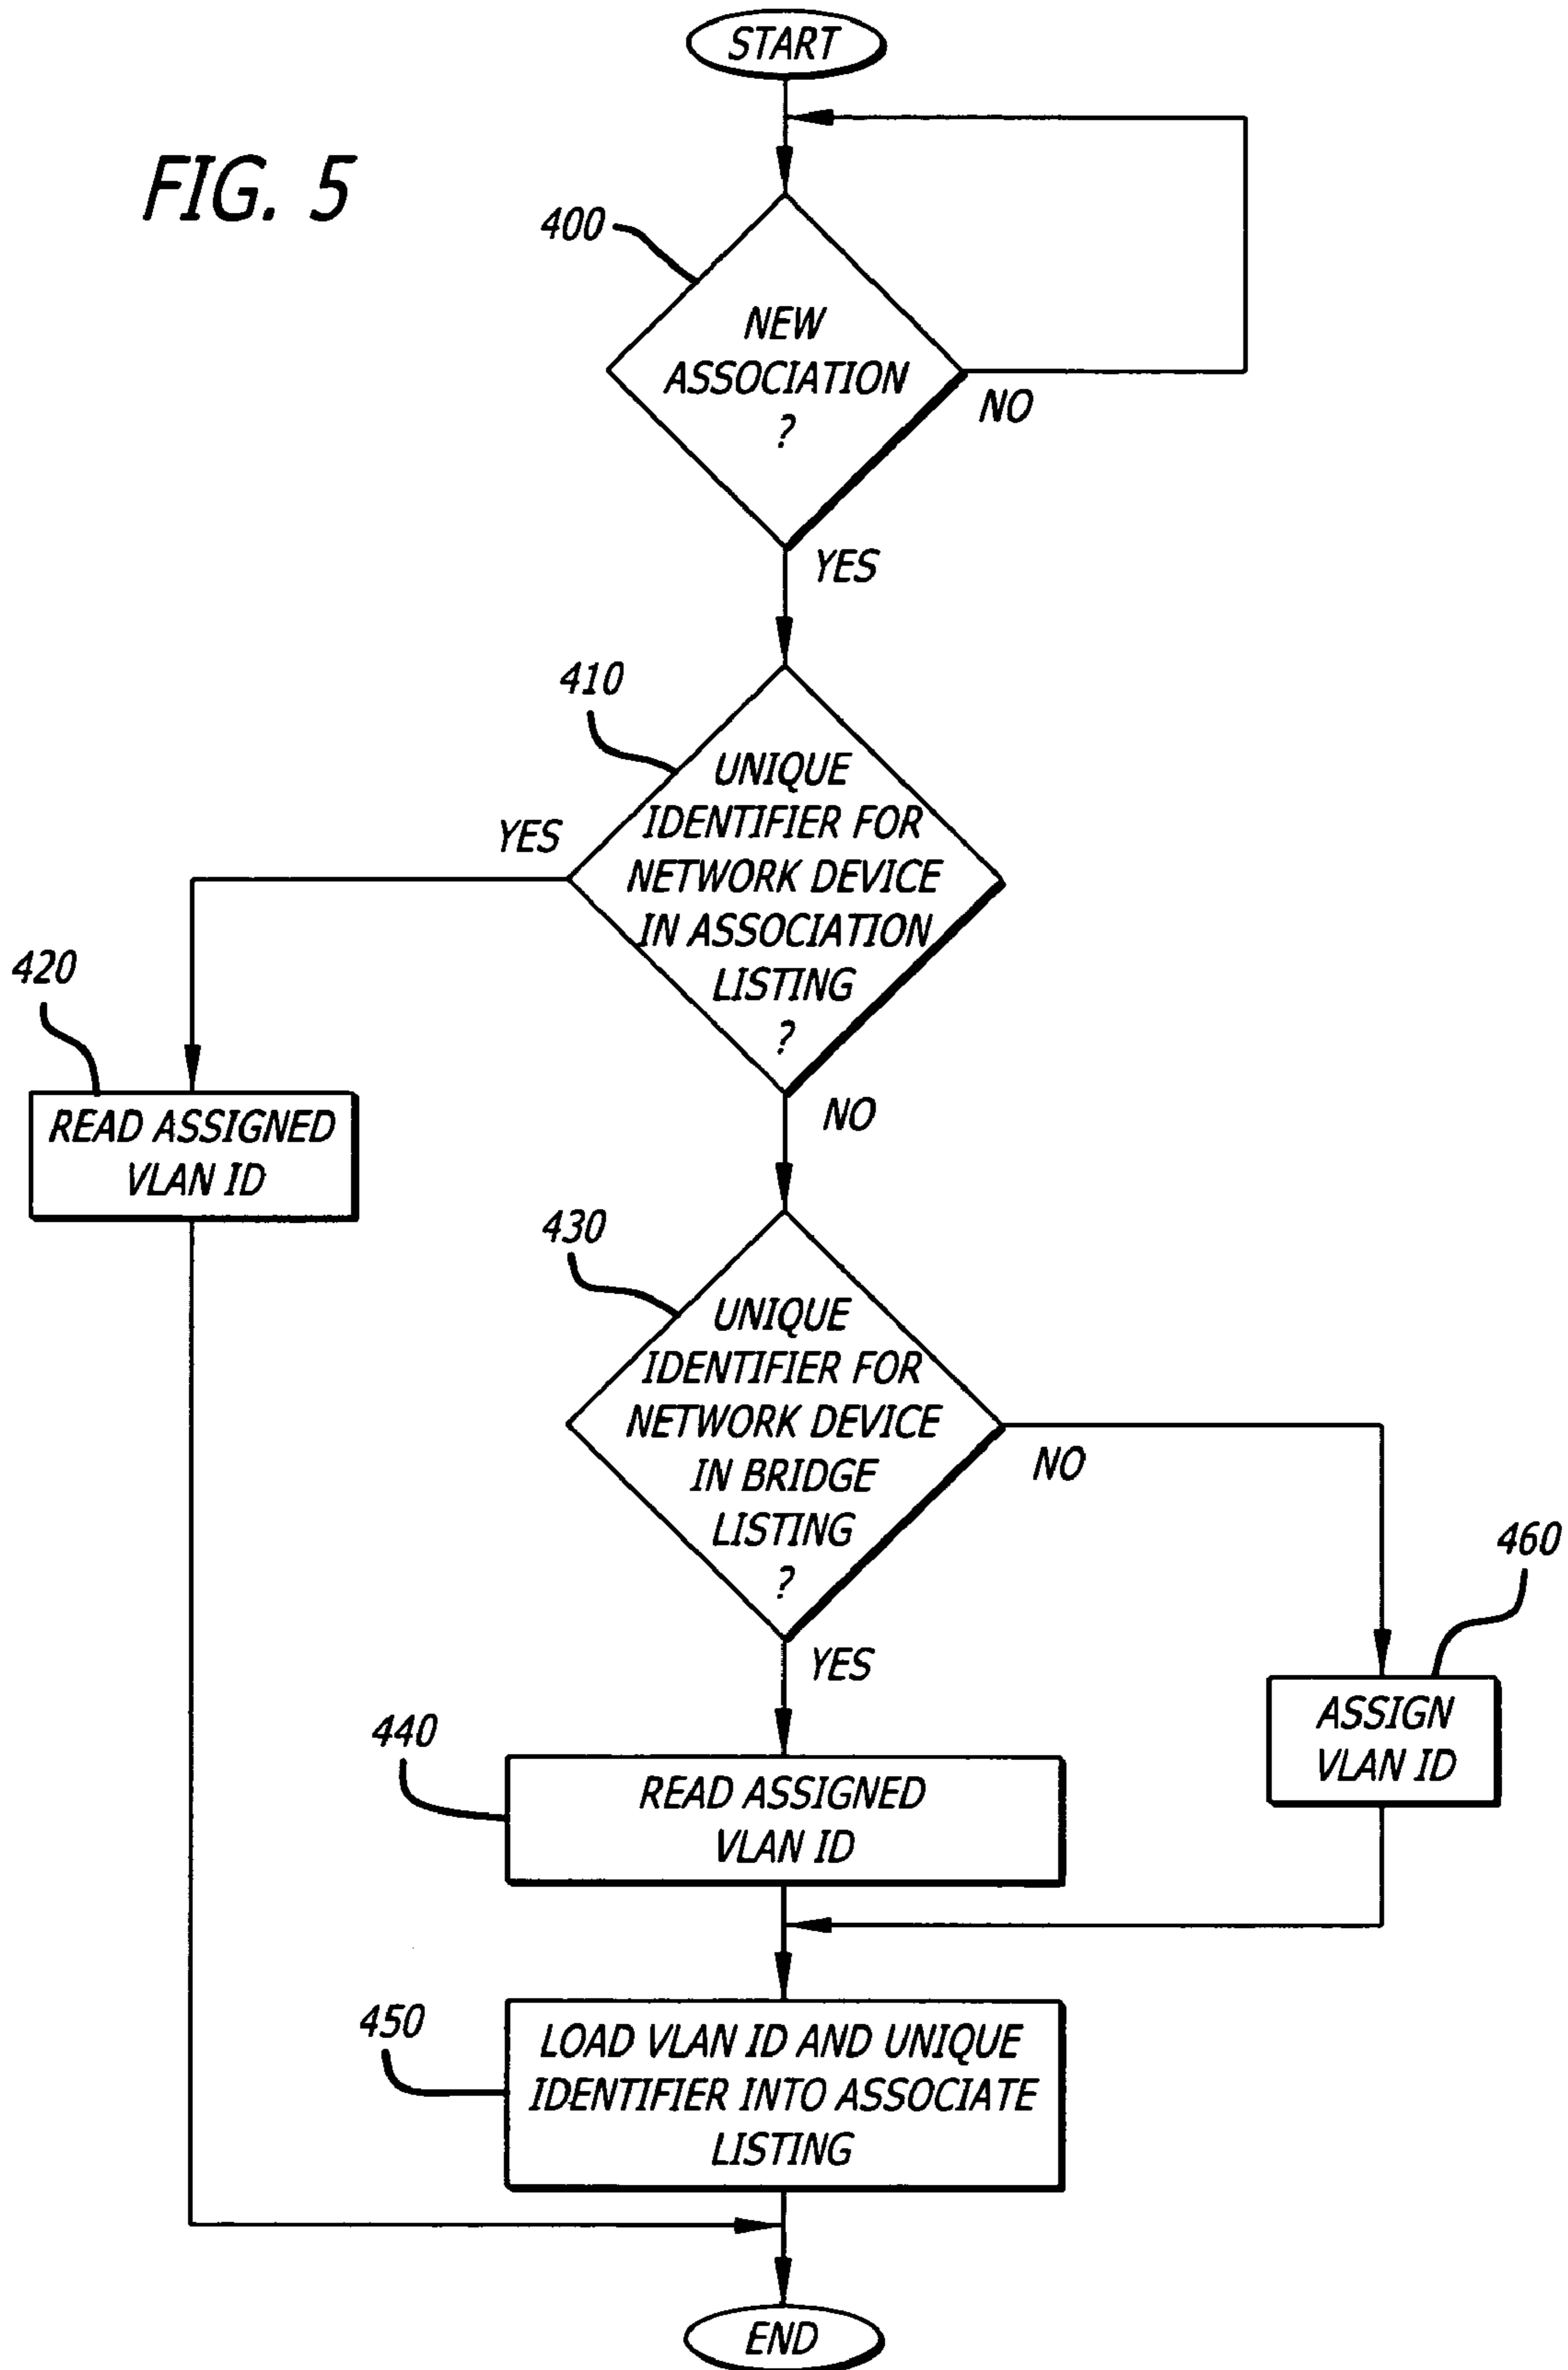 START
FIG. 5
400
NEW
ASSOCIATION
?
NO
YES
410
UNIQUE
IDENTIFIER FOR
NETWORK DEVICE
IN ASSOCIATION
LISTING
?
YES
NO
420
READ ASSIGNED
VLAN ID
430
UNIQUE
IDENTIFIER FOR
NETWORK DEVICE
IN BRIDGE
LISTING
?
NO
YES
460
ASSIGN
VLAN ID
440
READ ASSIGNED
VLAN ID
450
LOAD VLAN ID AND UNIQUE
IDENTIFIER INTO ASSOCIATE
LISTING
END